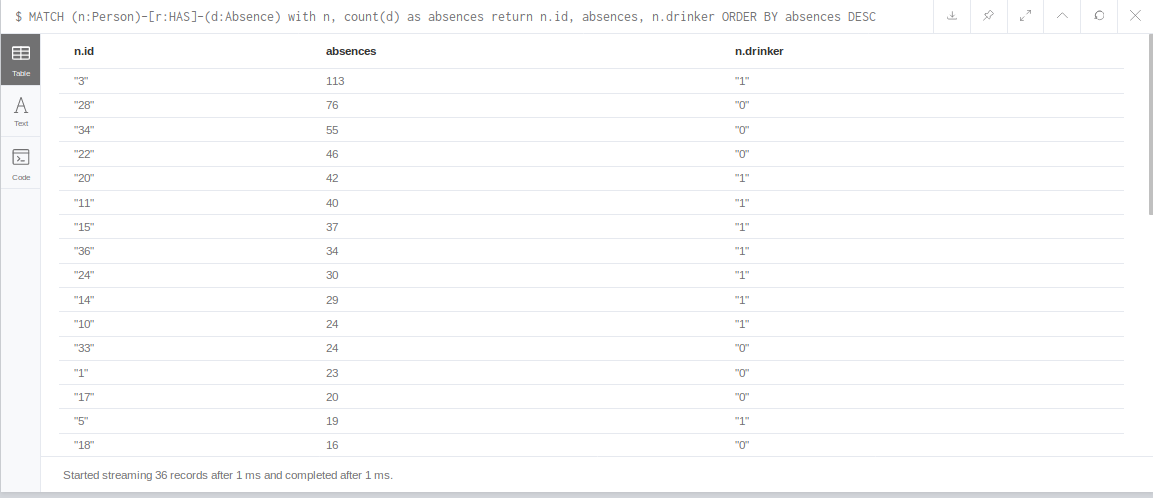 $ MATCH (n:Person)-[r:HAS]-(d:Absence) with n, count(d) as absences return n.id, absences, n.drinker ORDER BY absences DESC
n.id absences n.drinker
Table
"3" 113 "1"
"28" 76 "0"
Text
"34" 55 "0"
"22" 46 "0"
Code
"20" 42 "1"
"11" 40 "1"
"15" 37 "1"
"36" 34 "1"
"24" 30 "1"
"14" 29 "1"
"10" 24 "1"
"33" 24 "0"
"1" 23 "0"
"17" 20 "0"
"5" 19 "1"
"18" 16 "0"
Started streaming 36 records after 1 ms and completed after 1 ms.